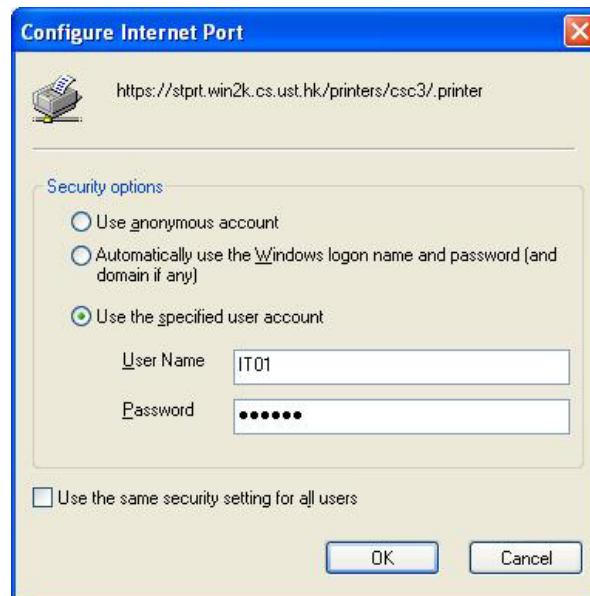 Configure Internet Port
https://stprt.win2k.cs.ust.hk/printers/csc3/.printer
Security options
Use anonymous account
Automatically use the Windows logon name and password (and
domain if any)
Use the specified user account
User Name
IT01
Password
••••••
Use the same security setting for all users
OK
Cancel